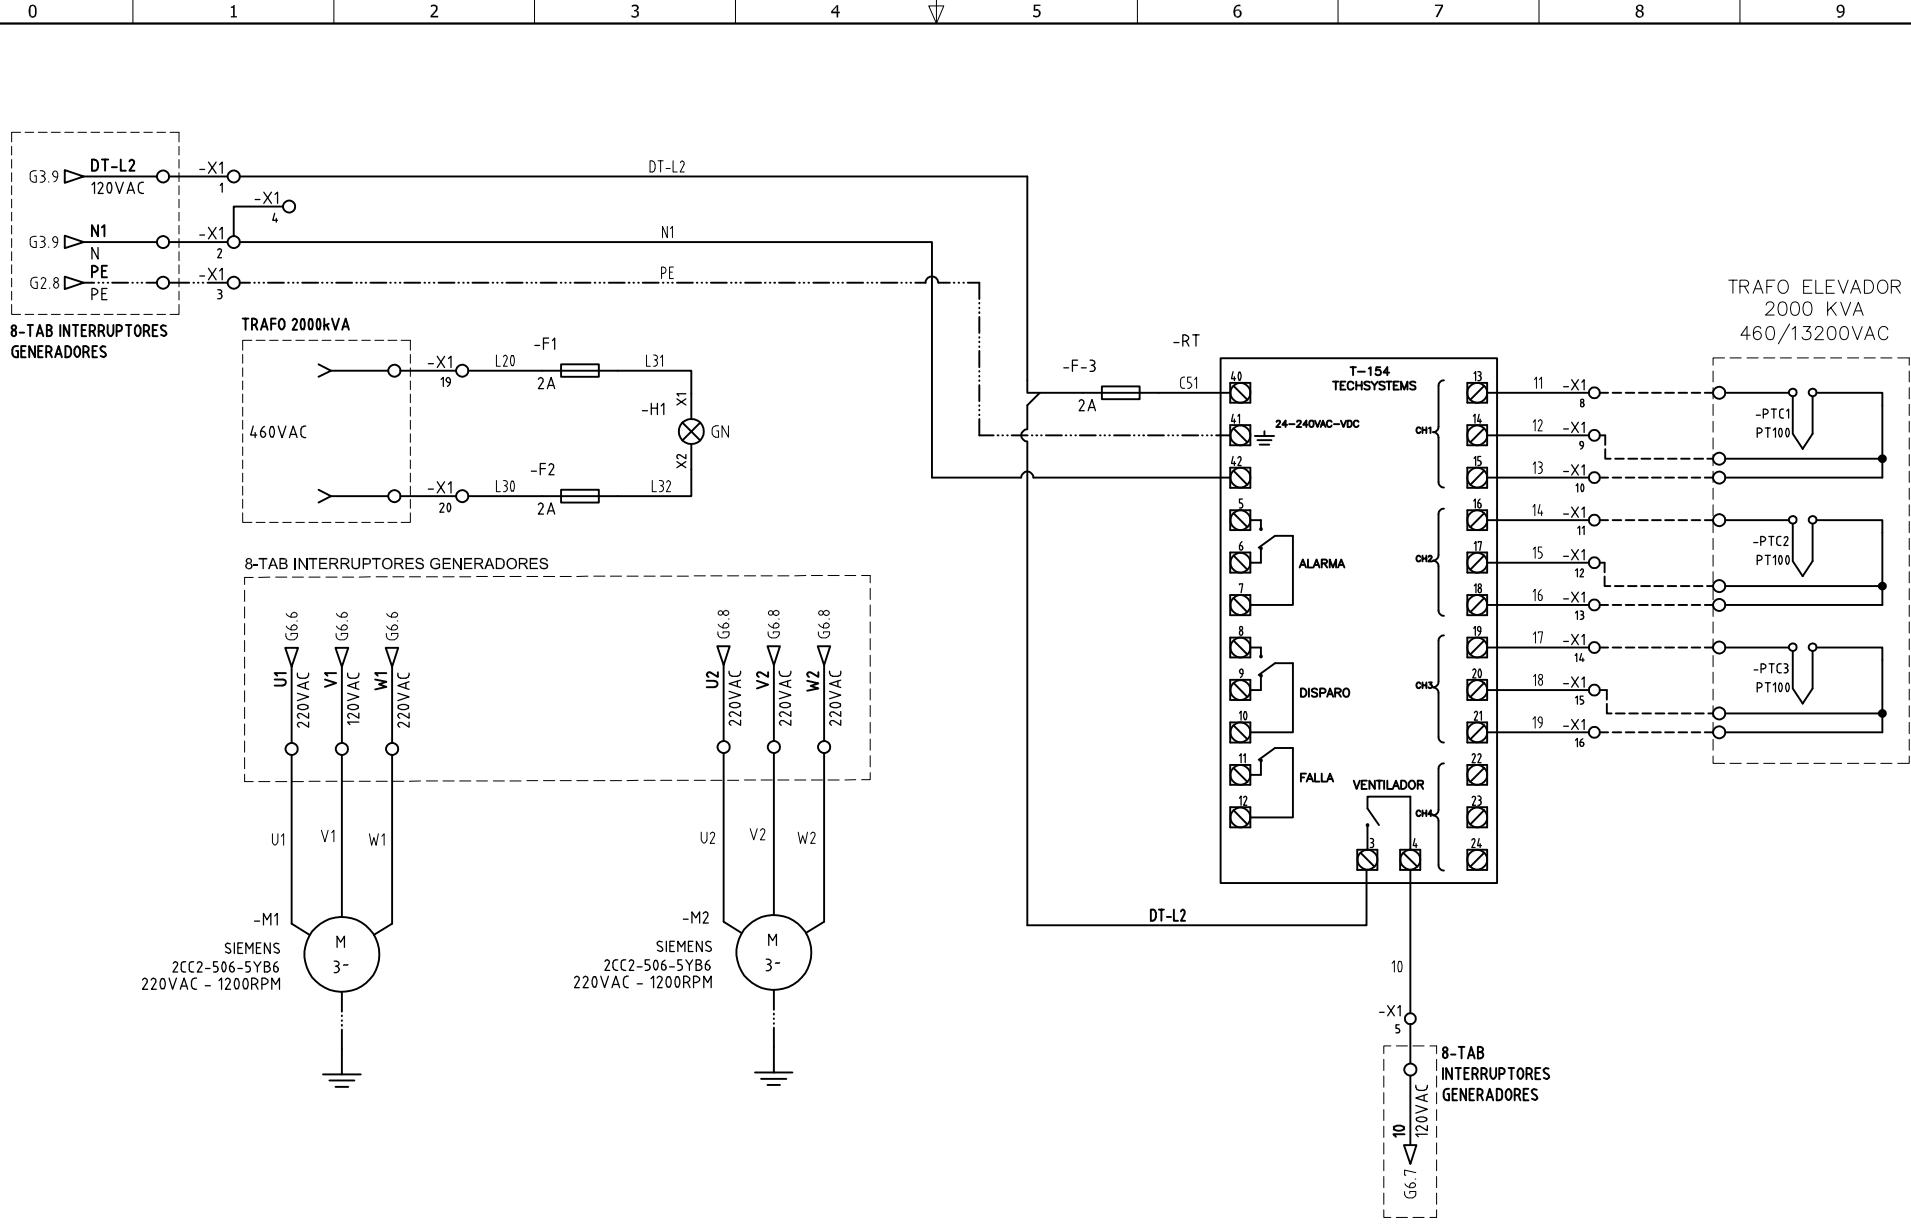 0 1 2 3 4 5 6 7 8 9
G3.9 DT-L2 -X1 DT-L2
120VAC 1
-X1
4
G3.9 N1 -X1 N1
N 2
G2.8 PE -X1 PE
PE 3
8-TAB INTERRUPTORES
GENERADORES
TRAFO 2000kVA
460VAC
-X1 L20 -F1 L31
19 2A
-H1 X1
GN
X2
-X1 L30 -F2 L32
20 2A
8-TAB INTERRUPTORES GENERADORES
G6.6 G6.6 G6.6
U1 220VAC
V1 120VAC
W1 220VAC
G6.8 G6.8 G6.8
U2 220VAC
V2 220VAC
W2 220VAC
U1 V1 W1
U2 V2 W2
-M1
M
3~
SIEMENS
2CC2-506-5YB6
220VAC - 1200RPM
-M2
M
3~
SIEMENS
2CC2-506-5YB6
220VAC - 1200RPM
-RT
-F-3 C51
2A
T-154
TECHSYSTEMS
24-240VAC-VDC
40
41
42
5
6
7
ALARMA
8
9
10
DISPARO
11
12
FALLA
VENTILADOR
3 4
CH1
13
14
15
CH2
16
17
18
CH3
19
20
21
CH4
22
23
24
11 -X1
8
12 -X1
9
13 -X1
10
14 -X1
11
15 -X1
12
16 -X1
13
17 -X1
14
18 -X1
15
19 -X1
16
TRAFO ELEVADOR
2000 KVA
460/13200VAC
-PTC1
PT100
-PTC2
PT100
-PTC3
PT100
DT-L2
10
-X1
5
8-TAB
INTERRUPTORES
GENERADORES
10 120VAC
G6.7